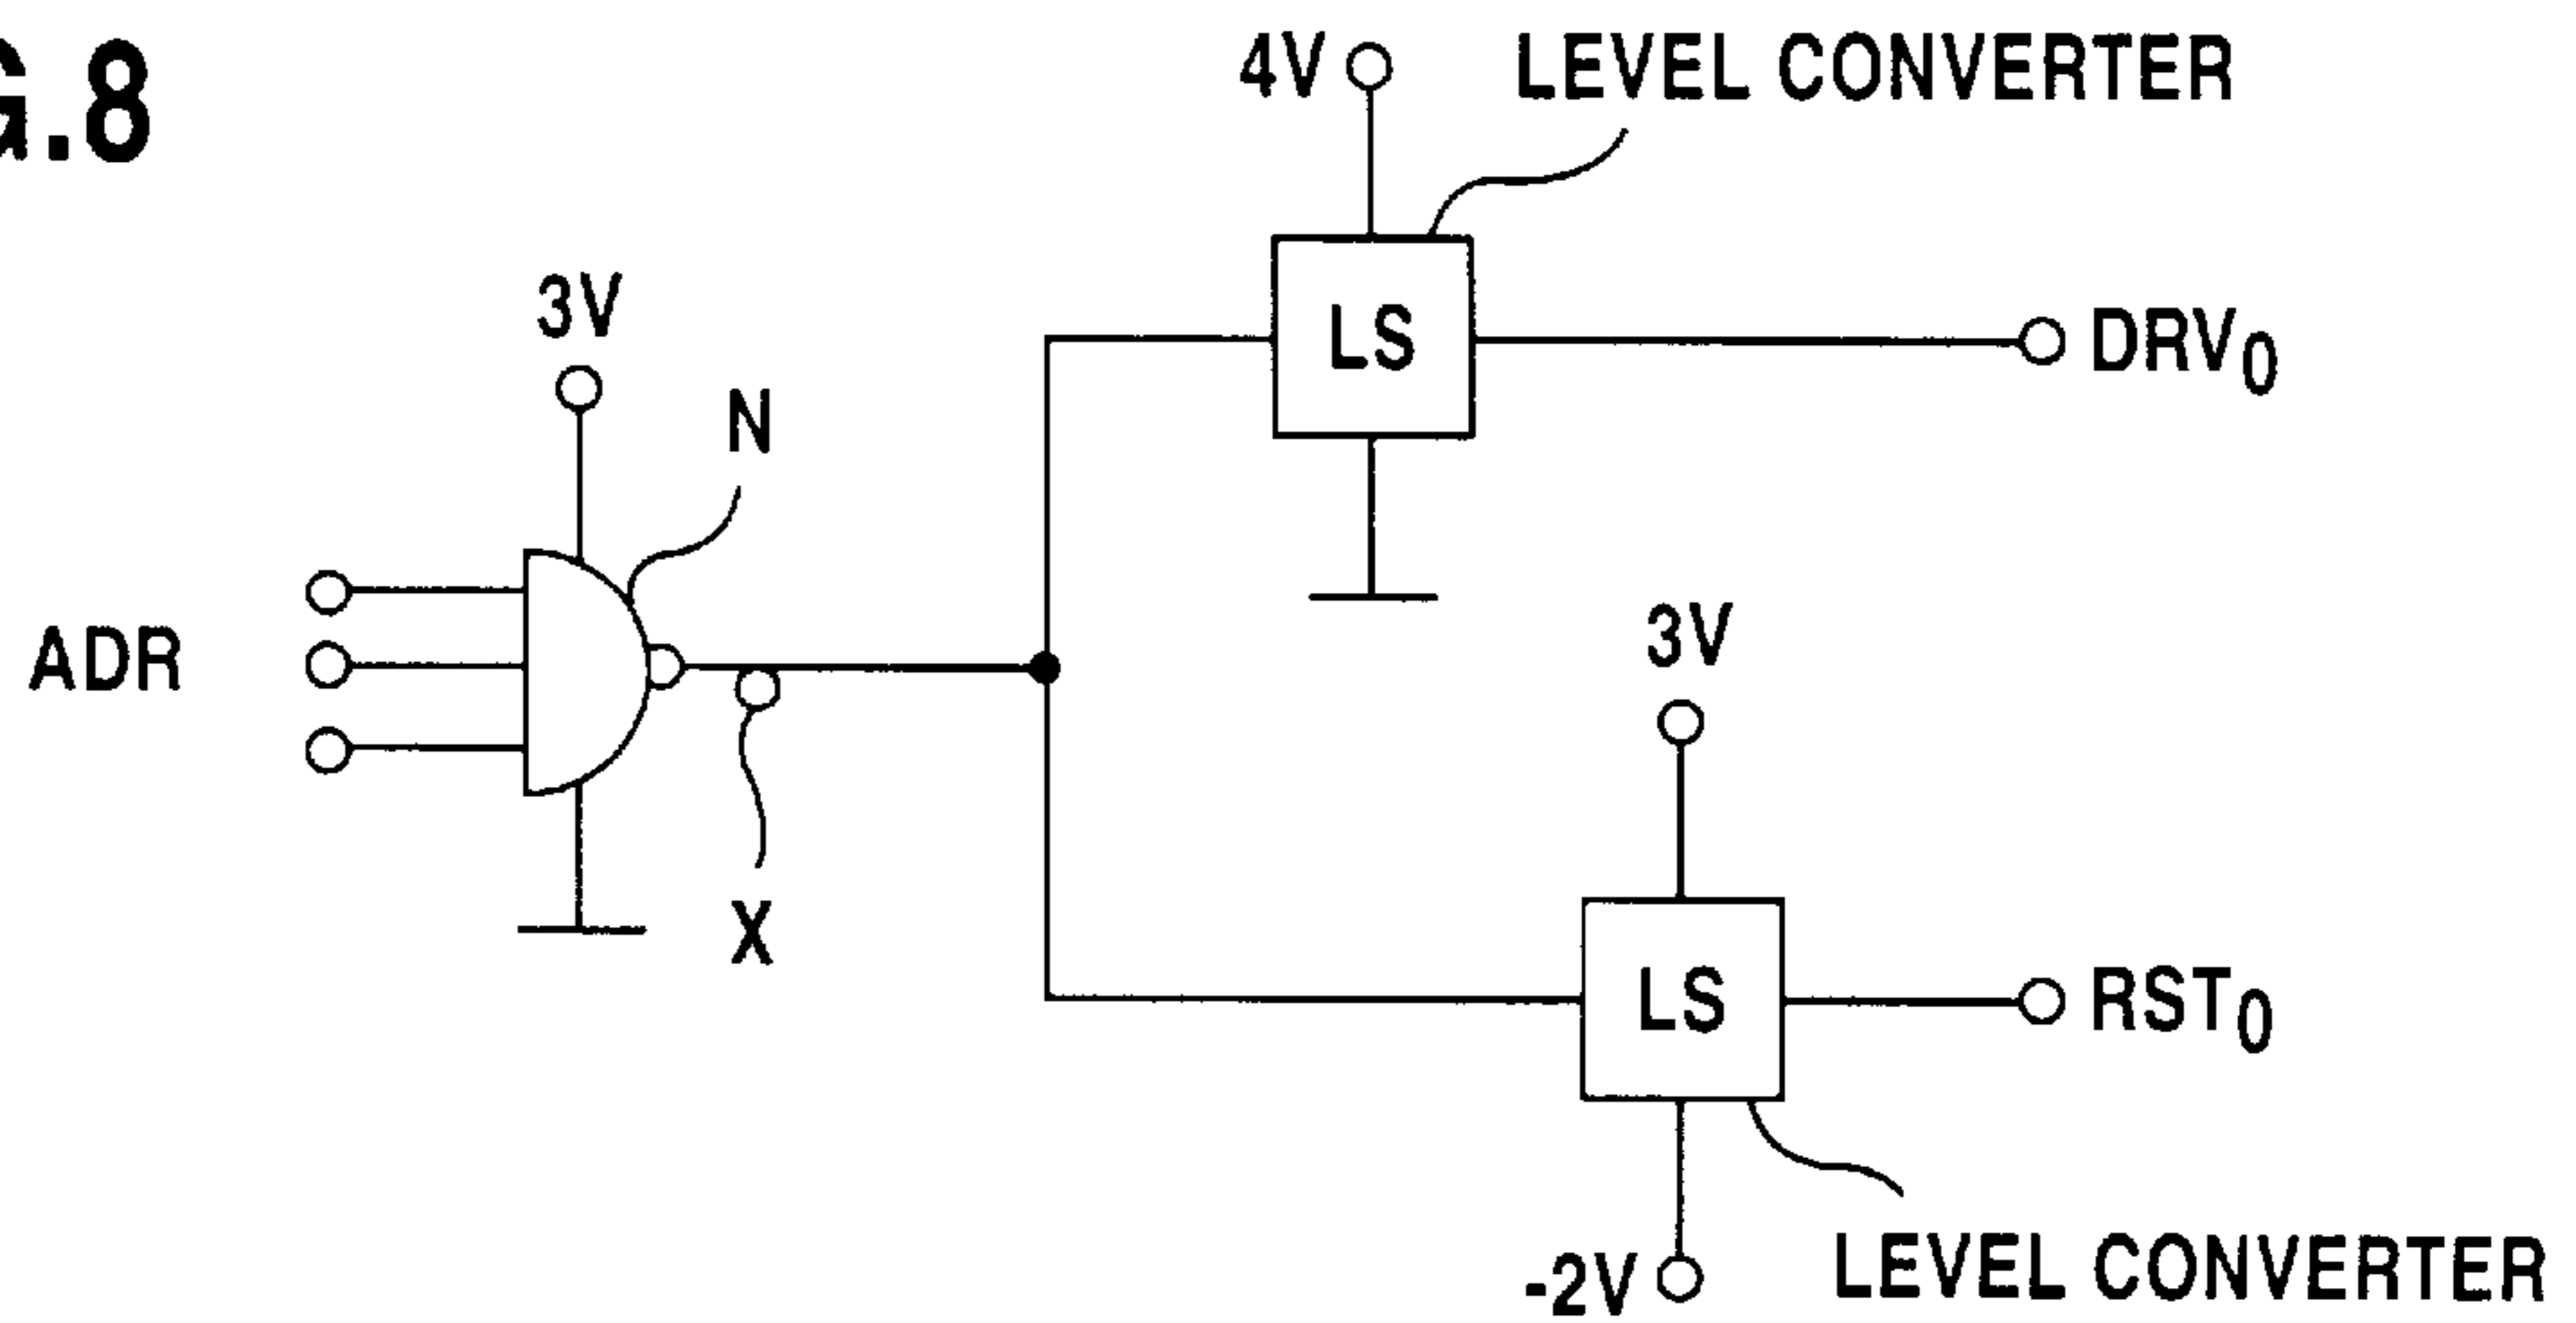 G.8
4V
LEVEL CONVERTER
3V
N
LS
DRV0
ADR
3V
X
LS
RST0
-2V
LEVEL CONVERTER